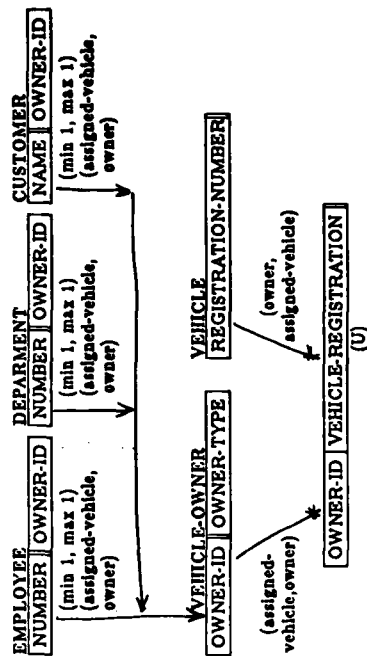 EMPLOYEE
NUMBER OWNER-ID
(min 1, max 1)
(assigned-vehicle,
owner)
DEPARMENT
NUMBER OWNER-ID
(min 1, max 1)
(assigned-vehicle,
owner)
CUSTOMER
NAME OWNER-ID
(min 1, max 1)
(assigned-vehicle,
owner)
VEHICLE-OWNER
OWNER-ID OWNER-TYPE
(assigned-
vehicle,owner)
VEHICLE
REGISTRATION-NUMBER
(owner,
assigned-vehicle)
OWNER-ID VEHICLE-REGISTRATION
(U)